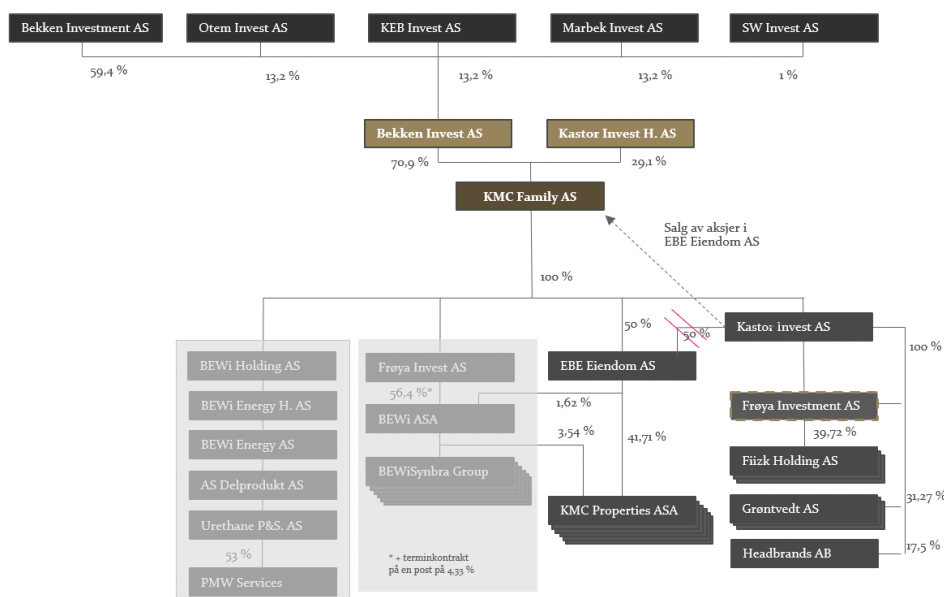 Bekken Investment AS
Otem Invest AS
KEB Invest AS
Marbek Invest AS
SW Invest AS
59,4 %
13,2 %
13,2 %
13,2 %
1 %
Bekken Invest AS
Kastor Invest H. AS
70,9 %
29,1 %
KMC Family AS
Salg av aksjer i
EBE Eiendom AS
100 %
50 %
50 %
Kastor invest AS
100 %
BEWi Holding AS
Frøya Invest AS
EBE Eiendom AS
56,4 %*
1,62 %
BEWi Energy H. AS
BEWi ASA
Frøya Investment AS
3,54 %
41,71 %
39,72 %
BEWi Energy AS
BEWiSynbra Group
Fiizk Holding AS
AS Delprodukt AS
31,27 %
KMC Properties ASA
Grøntvedt AS
Urethane P&S. AS
17,5 %
53 %
* + terminkontrakt
på en post på 4,33 %
Headbrands AB
PMW Services